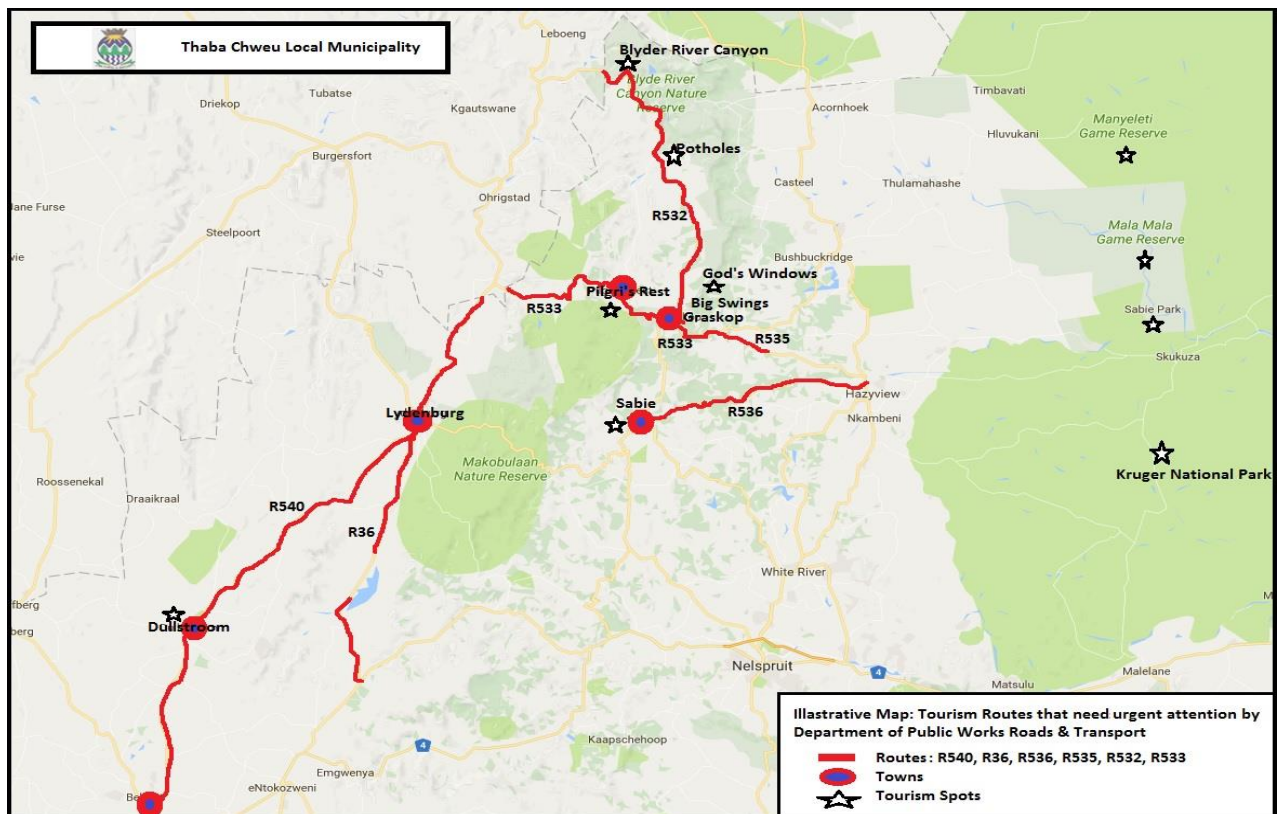 Thaba Chweu Local Municipality
Leboeng
Blyder River Canyon
Blyde River
Canyon Nature
Reserve
Tubatse
Driekop
Kgautswane
Acornhoek
Timbavati
Hluvukani
Manyeleti
Game Reserve
Burgersfort
Potholes
Casteel
Thulamahashe
Ohrigstad
Jane Furse
Steelpoort
R532
Mala Mala
Game Reserve
Bushbuckridge
God's Windows
Pilgri's Rest
Big Swings
Graskop
R533
R533
R535
Sabie Park
Skukuza
Sabie
R536
Hazyview
Nkambeni
Lydenburg
Makobulaan
Nature Reserve
Kruger National Park
Roossenekal
Draaikraal
R540
R36
White River
Dullstroom
Nelspruit
4
Malelane
Matsulu
Kaapschehoop
4
Emgwenya
eNtokozweni
Illastrative Map: Tourism Routes that need urgent attention by
Department of Public Works Roads & Transport
Routes: R540, R36, R536, R535, R532, R533
Towns
Tourism Spots